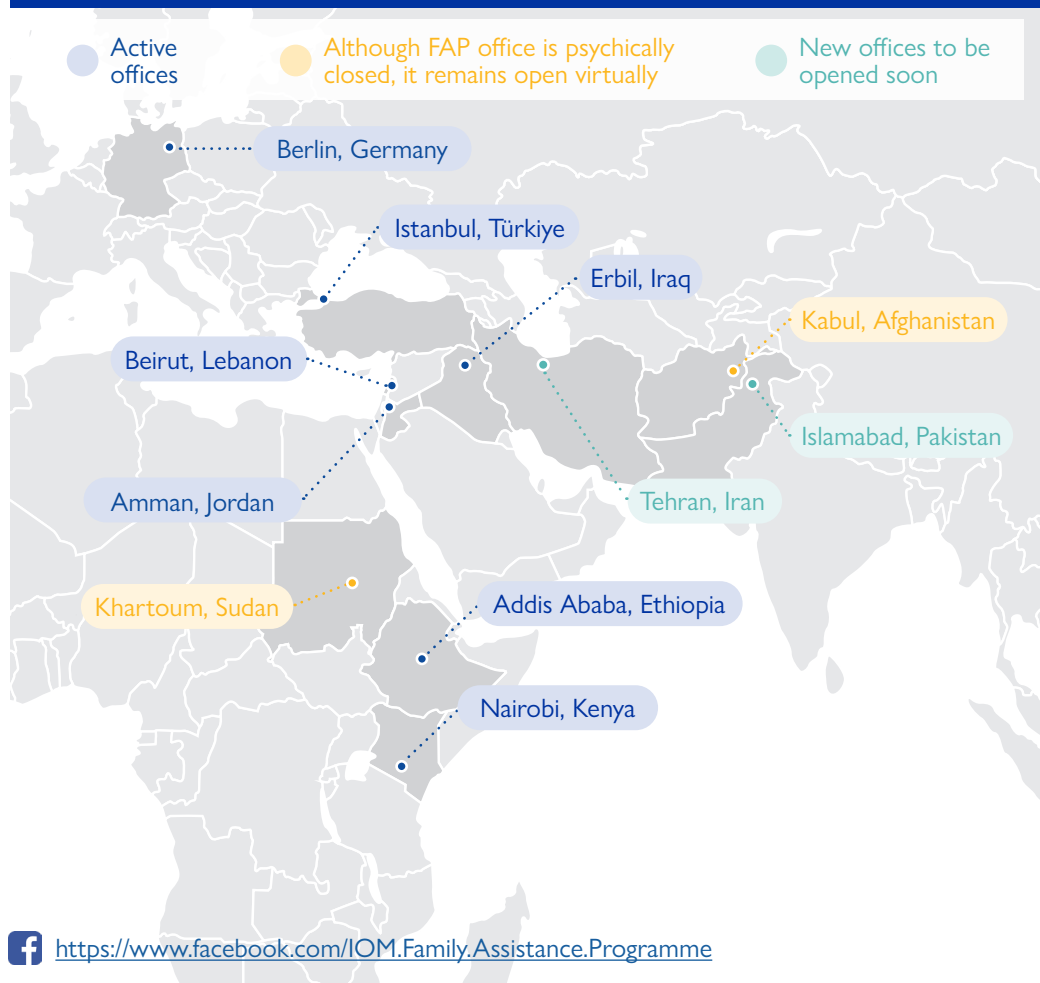 Active
offices
Although FAP office is psychically
closed, it remains open virtually
New offices to be
opened soon
Berlin, Germany
Istanbul, Türkiye
Erbil, Iraq
Kabul, Afghanistan
Beirut, Lebanon
Islamabad, Pakistan
Tehran, Iran
Amman, Jordan
Khartoum, Sudan
Addis Ababa, Ethiopia
Nairobi, Kenya
https://www.facebook.com/IOM.Family.Assistance.Programme